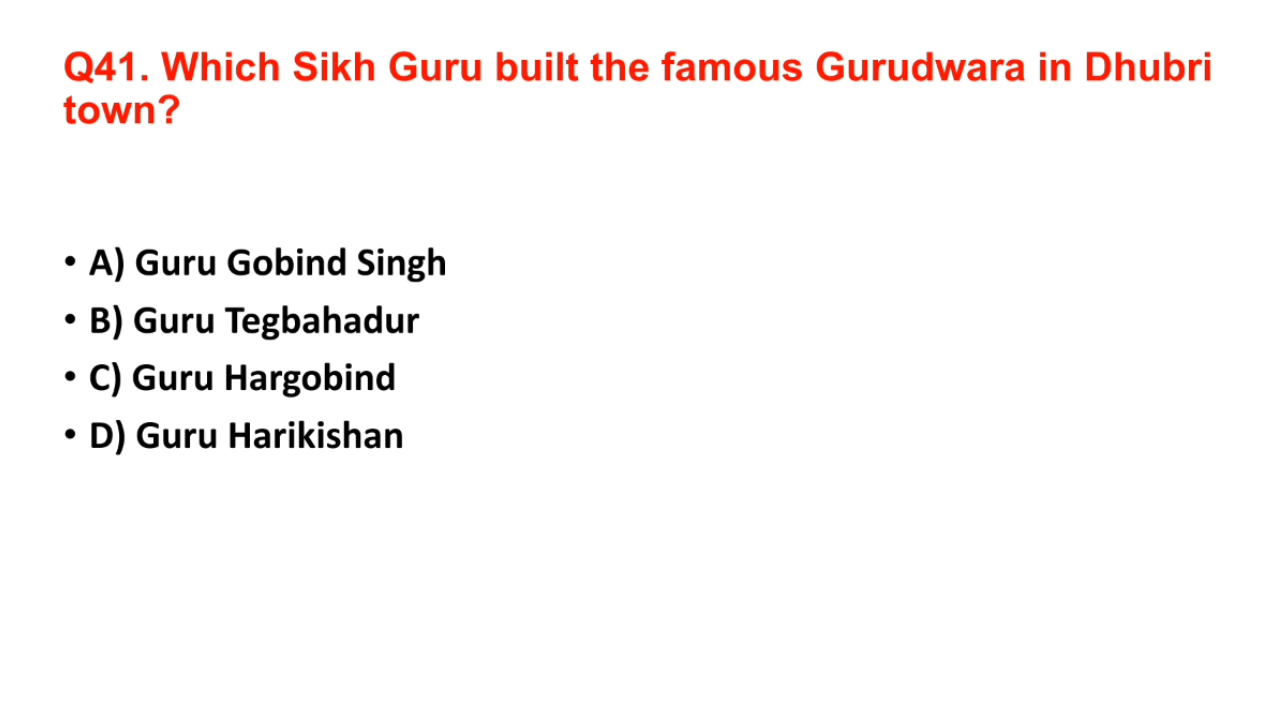 Q41. Which Sikh Guru built the famous Gurudwara in Dhubri
town?
• A) Guru Gobind Singh
• B) Guru Tegbahadur
• C) Guru Hargobind
• D) Guru Harikishan